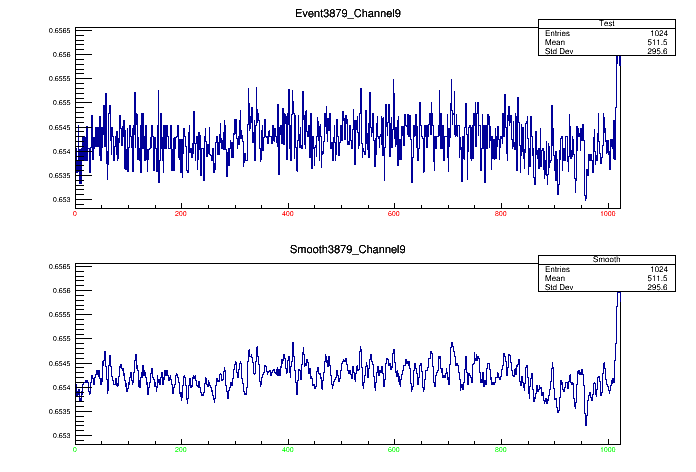 Event3879_Channel9
Test
Entries 1024
Mean 511.5
Std Dev 295.6
0.6565
0.656
0.6555
0.655
0.6545
0.654
0.6535
0.653
0 200 400 600 800 1000
Smooth3879_Channel9
Smooth
Entries 1024
Mean 511.5
Std Dev 295.6
0.6565
0.656
0.6555
0.655
0.6545
0.654
0.6535
0.653
0 200 400 600 800 1000